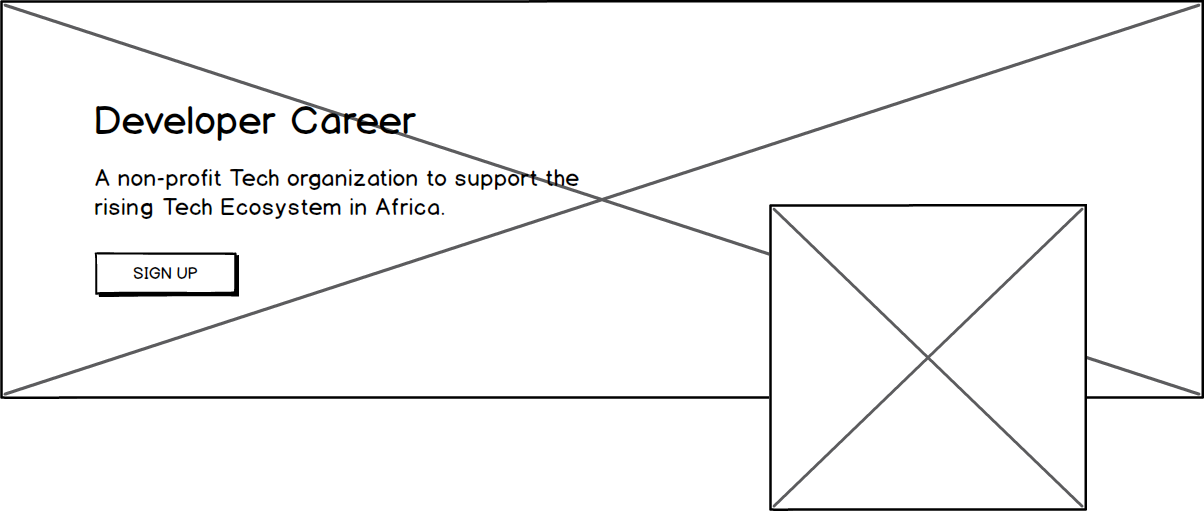 Developer Career
A non-profit Tech organization to support the
rising Tech Ecosystem in Africa.
SIGN UP